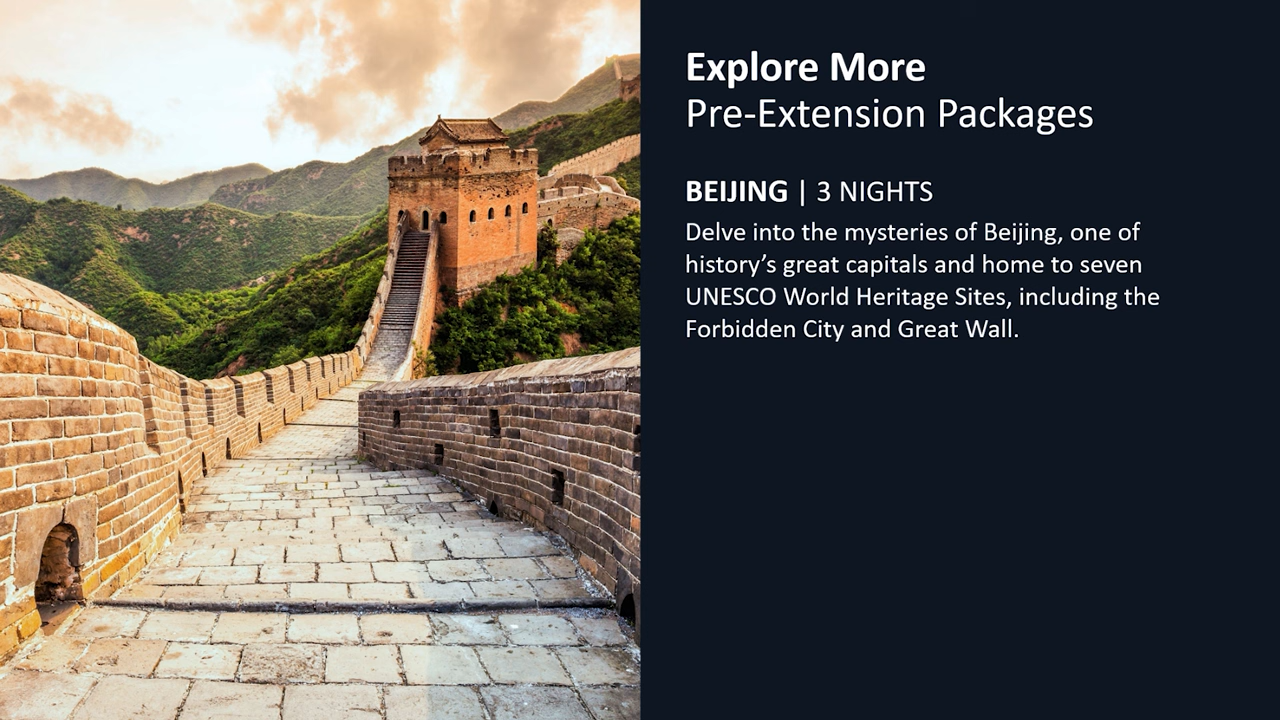 Explore More
Pre-Extension Packages
BEIJING | 3 NIGHTS
Delve into the mysteries of Beijing, one of
history’s great capitals and home to seven
UNESCO World Heritage Sites, including the
Forbidden City and Great Wall.